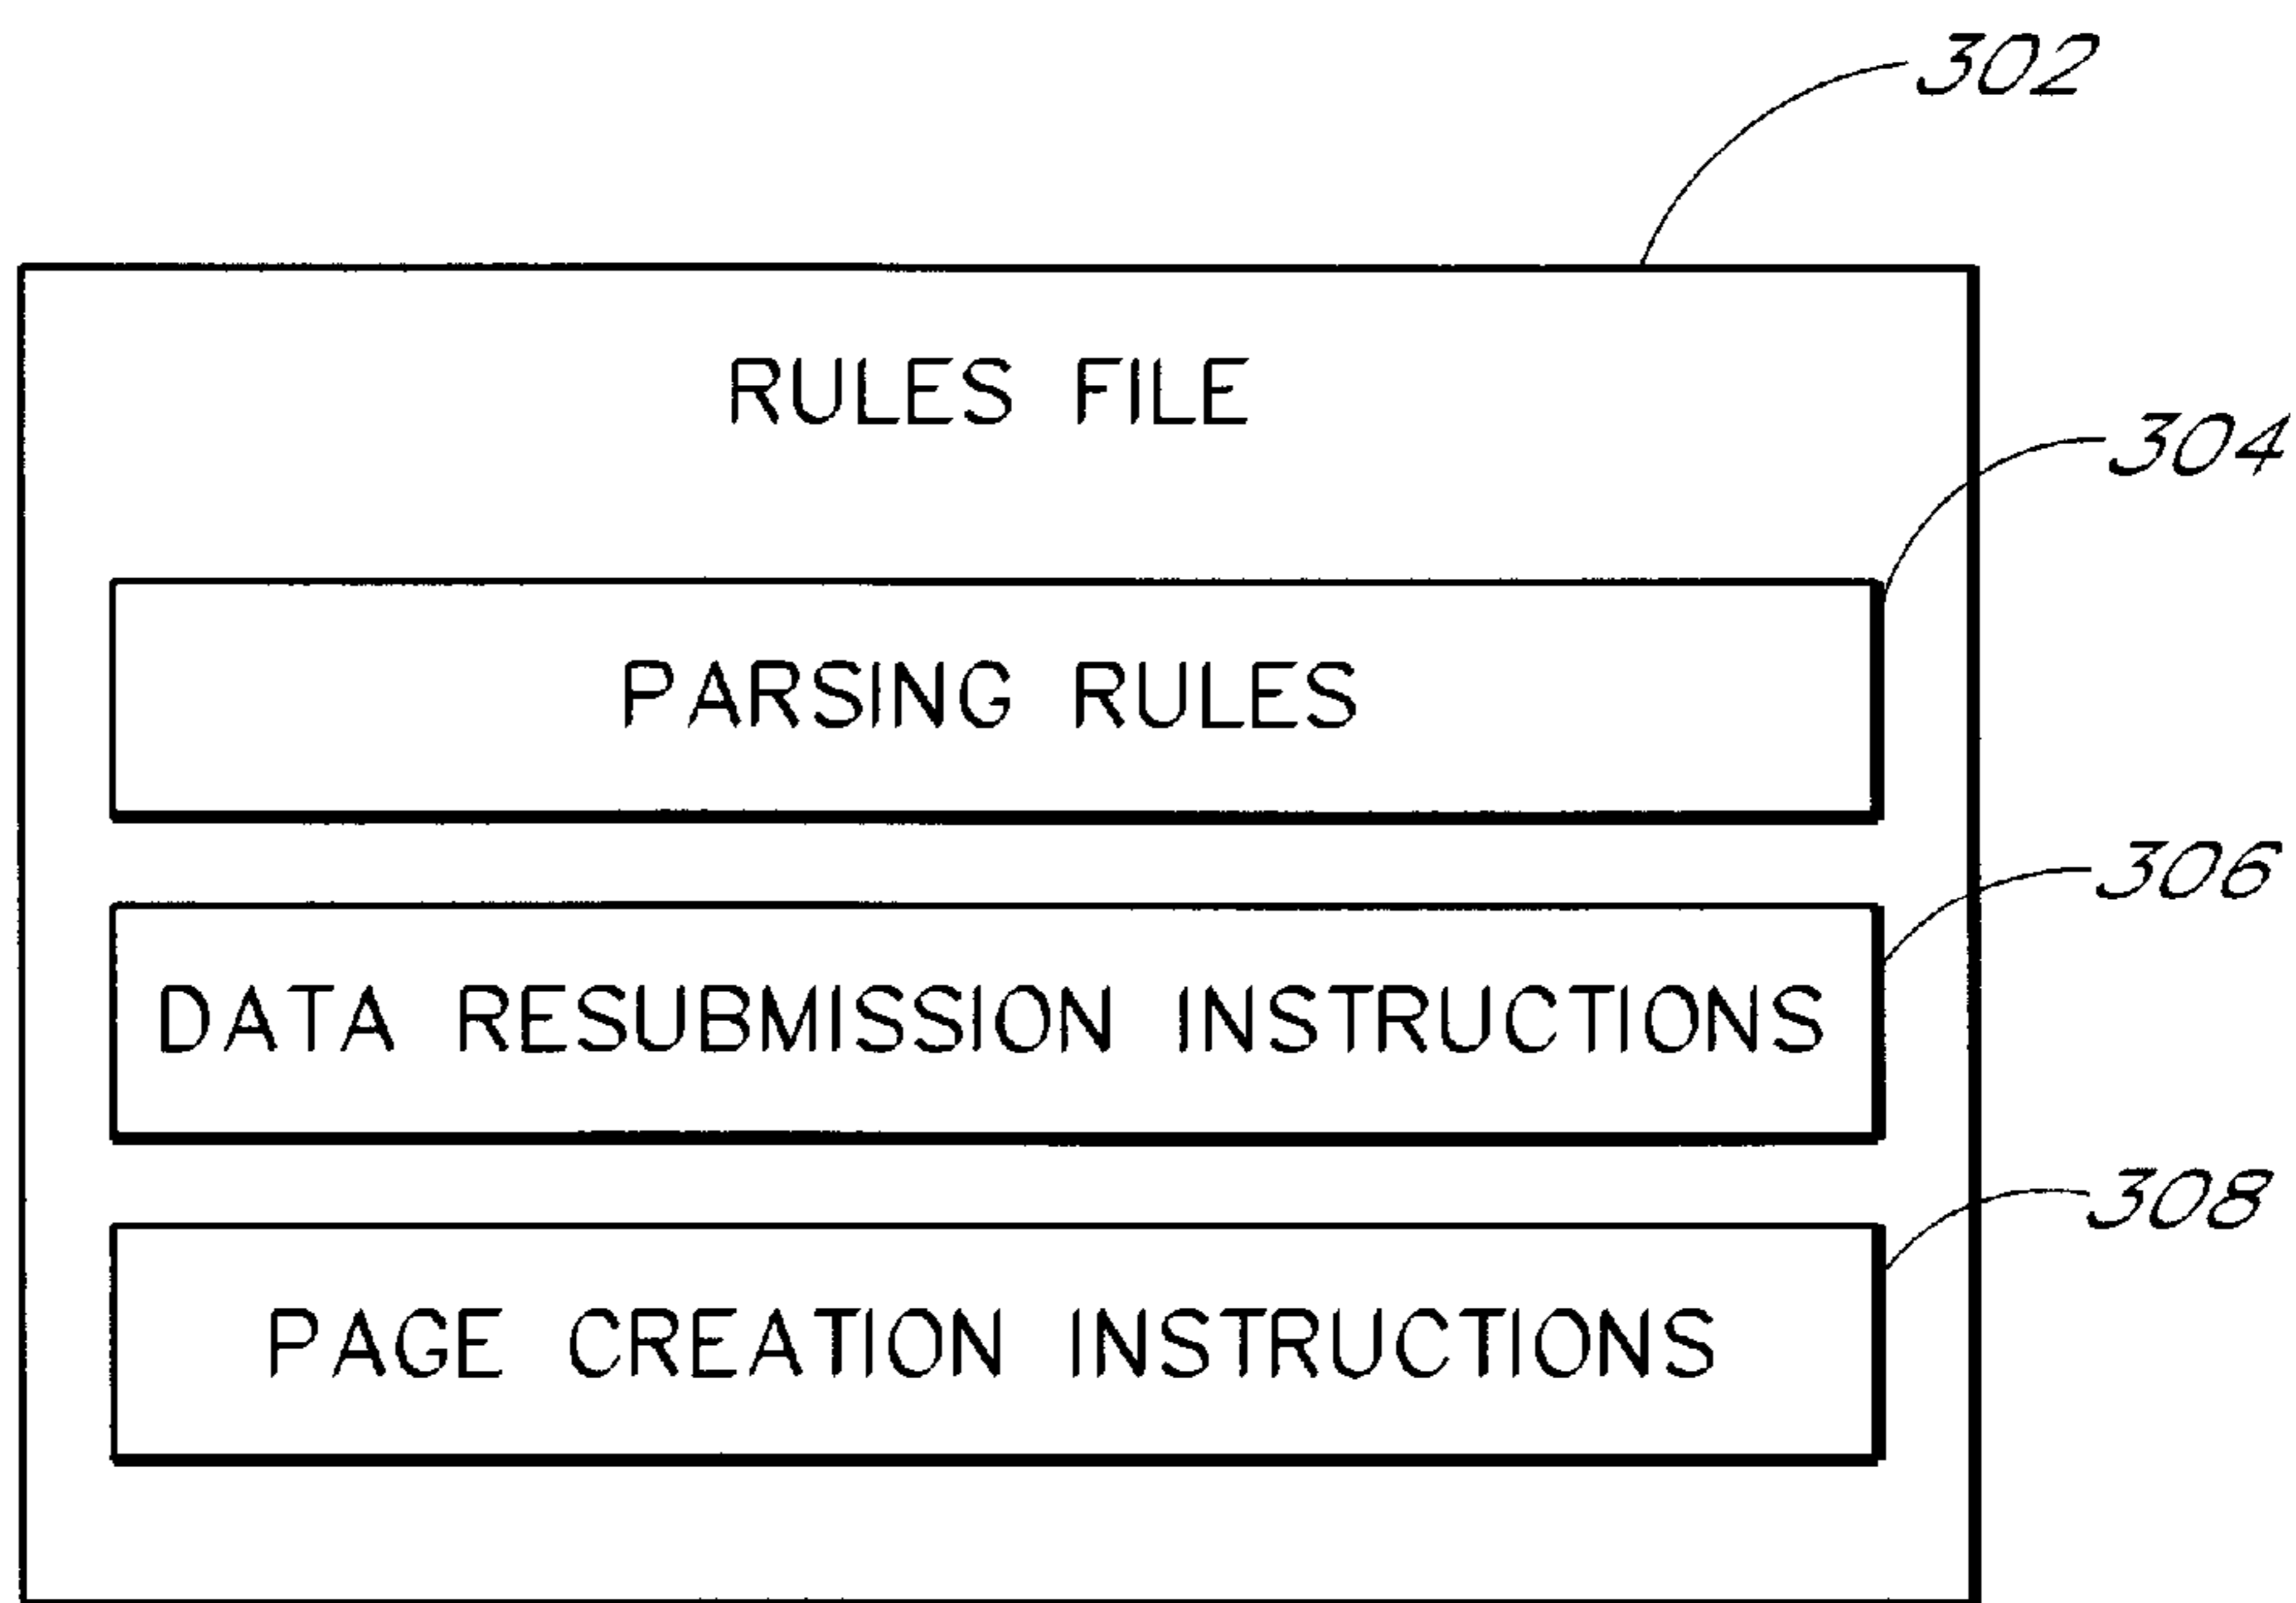 302
RULES FILE
304
PARSING RULES
306
DATA RESUBMISSION INSTRUCTIONS
308
PAGE CREATION INSTRUCTIONS